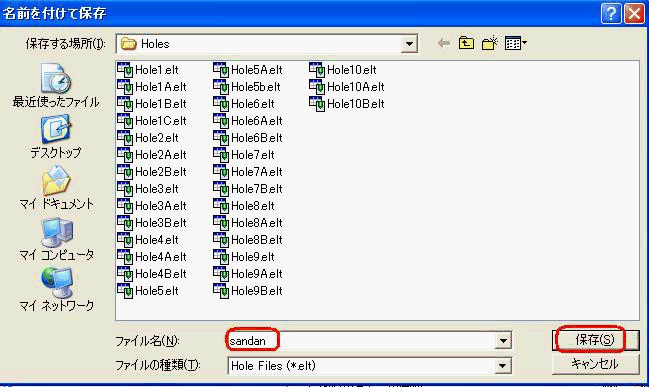 名前を付けて保存
保存する場所(I):
Holes
最近使ったファイル
デスクトップ
マイ ドキュメント
マイ コンピュータ
マイ ネットワーク
Hole1.elt
Hole1A.elt
Hole1B.elt
Hole1C.elt
Hole2.elt
Hole2A.elt
Hole2B.elt
Hole3.elt
Hole3A.elt
Hole3B.elt
Hole4.elt
Hole4A.elt
Hole4B.elt
Hole5.elt
Hole5A.elt
Hole5b.elt
Hole6.elt
Hole6A.elt
Hole6B.elt
Hole7.elt
Hole7A.elt
Hole7B.elt
Hole8.elt
Hole8A.elt
Hole8B.elt
Hole9.elt
Hole9A.elt
Hole9B.elt
Hole10.elt
Hole10A.elt
Hole10B.elt
ファイル名(N):
sandan
保存(S)
ファイルの種類(T):
Hole Files (*.elt)
キャンセル